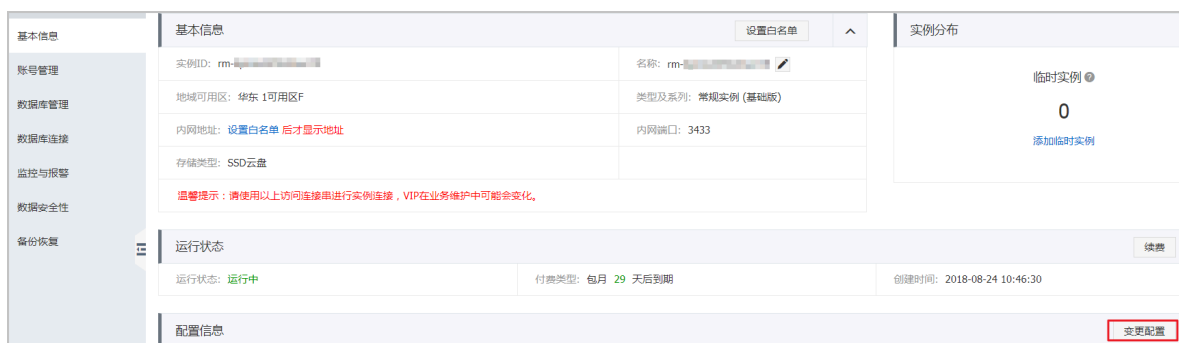 基本信息
账号管理
数据库管理
数据库连接
监控与报警
数据安全性
备份恢复
基本信息
设置白名单
实例ID: rm-
名称: rm-
地域可用区: 华东 1可用区F
类型及系列: 常规实例 (基础版)
内网地址: 设置白名单 后才显示地址
内网端口: 3433
存储类型: SSD云盘
温馨提示：请使用以上访问连接串进行实例连接，VIP在业务维护中可能会变化。
实例分布
临时实例
0
添加临时实例
运行状态
续费
运行状态: 运行中
付费类型: 包月 29 天后到期
创建时间: 2018-08-24 10:46:30
配置信息
变更配置